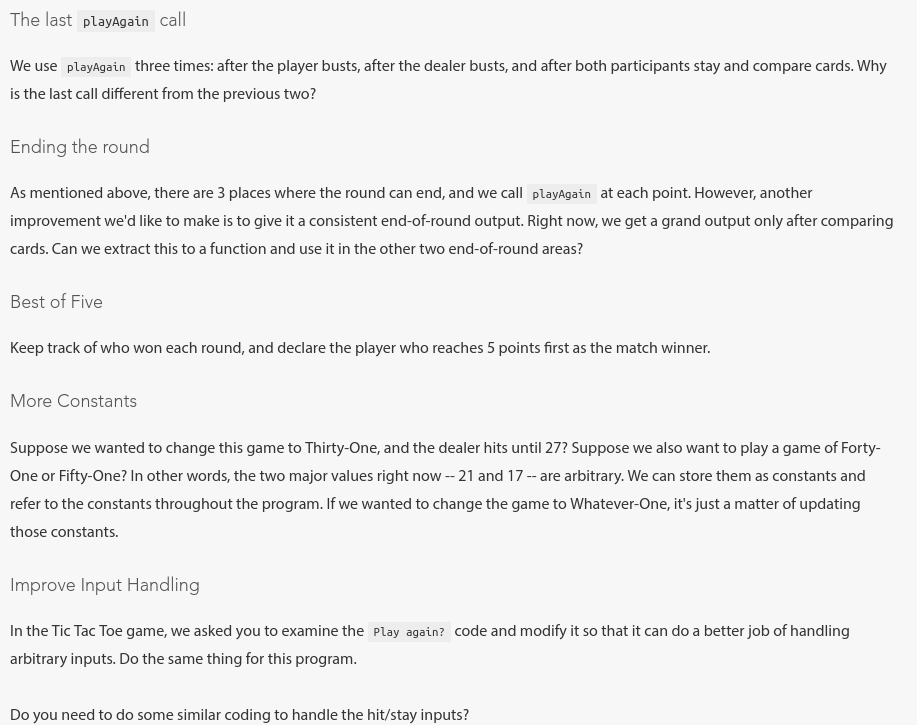 The last playAgain call
We use playAgain three times: after the player busts, after the dealer busts, and after both participants stay and compare cards. Why
is the last call different from the previous two?
Ending the round
As mentioned above, there are 3 places where the round can end, and we call playAgain at each point. However, another
improvement we'd like to make is to give it a consistent end-of-round output. Right now, we get a grand output only after comparing
cards. Can we extract this to a function and use it in the other two end-of-round areas?
Best of Five
Keep track of who won each round, and declare the player who reaches 5 points first as the match winner.
More Constants
Suppose we wanted to change this game to Thirty-One, and the dealer hits until 27? Suppose we also want to play a game of Forty-
One or Fifty-One? In other words, the two major values right now -- 21 and 17 -- are arbitrary. We can store them as constants and
refer to the constants throughout the program. If we wanted to change the game to Whatever-One, it's just a matter of updating
those constants.
Improve Input Handling
In the Tic Tac Toe game, we asked you to examine the Play again? code and modify it so that it can do a better job of handling
arbitrary inputs. Do the same thing for this program.
Do you need to do some similar coding to handle the hit/stay inputs?